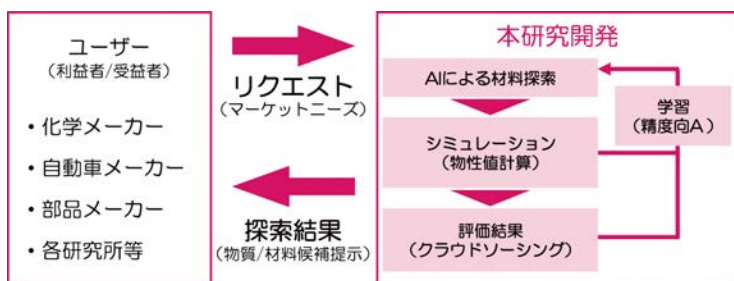 ユーザー
(利益者/受益者)
・化学メーカー
・自動車メーカー
・部品メーカー
・各研究所等
リクエスト
(マーケットニーズ)
探索結果
(物質/材料候補提示)
本研究開発
AIによる材料探索
シミュレーション
(物性値計算)
評価結果
(クラウドソーシング)
学習
(精度向A)